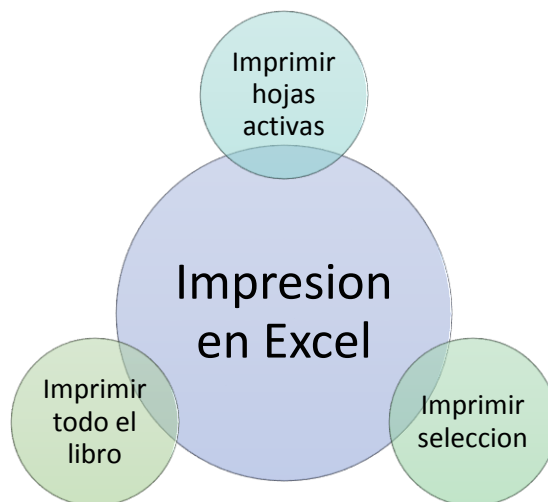 Imprimir
hojas
activas
Impresion
en Excel
Imprimir
todo el
libro
Imprimir
seleccion